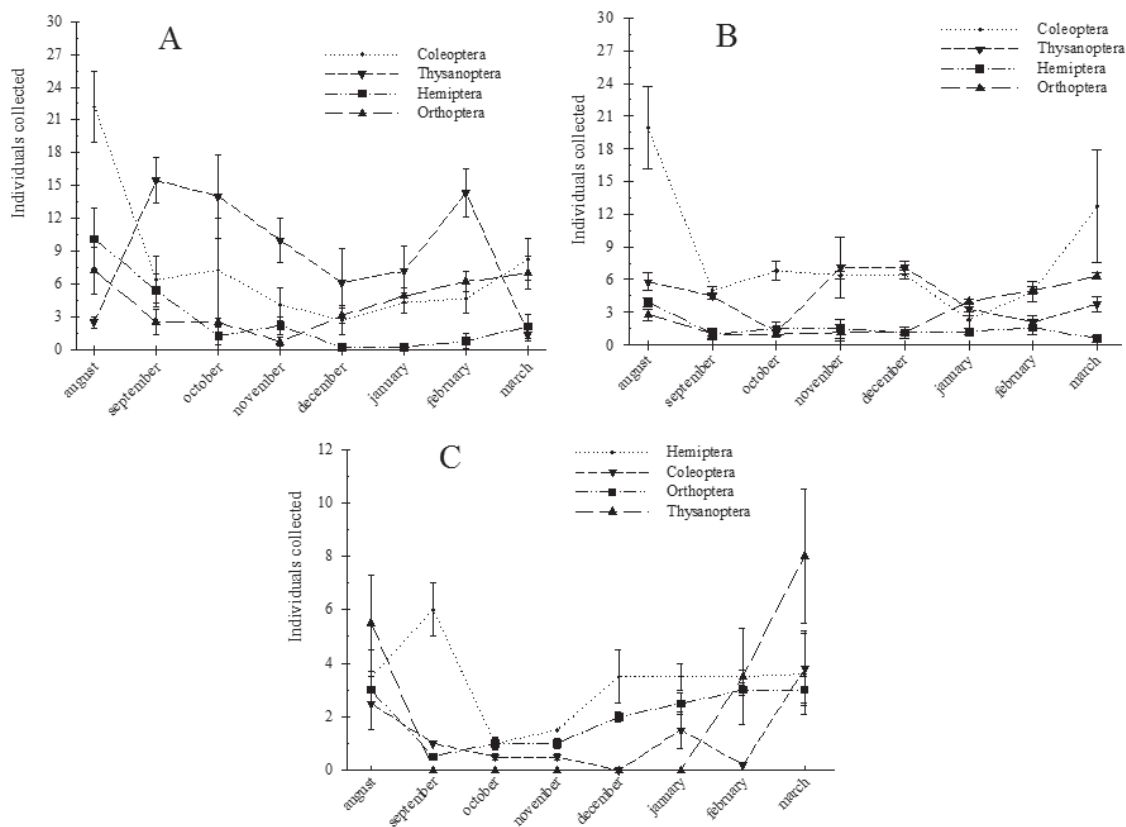 A
Coleoptera
Thysanoptera
Hemiptera
Orthoptera
Individuals collected
30
27
24
21
18
15
12
9
6
3
0
august
september
october
november
december
january
february
march
B
Coleoptera
Thysanoptera
Hemiptera
Orthoptera
Individuals collected
30
27
24
21
18
15
12
9
6
3
0
august
september
october
november
december
january
february
march
C
Hemiptera
Coleoptera
Orthoptera
Thysanoptera
Individuals collected
12
10
8
6
4
2
0
august
september
october
november
december
january
february
march